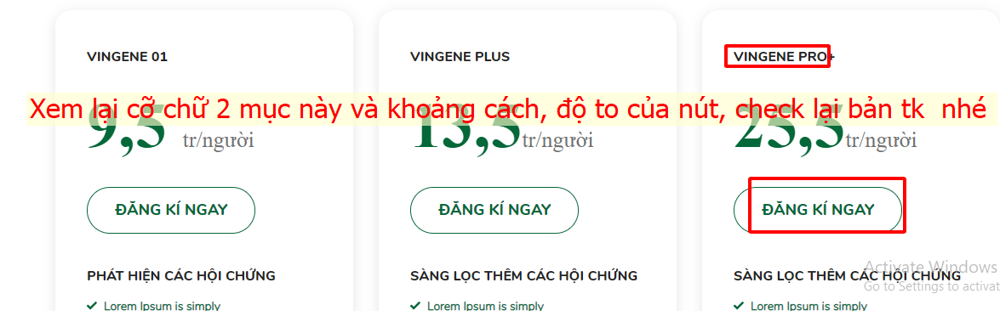 VINGENE 01
VINGENE PLUS
VINGENE PRO+
Xem lại cỡ chữ 2 mục này và khoảng cách, độ to của nút, check lại bản tk nhé
9,5 tr/người
13,5 tr/người
25,5 tr/người
ĐĂNG KÍ NGAY
ĐĂNG KÍ NGAY
ĐĂNG KÍ NGAY
PHÁT HIỆN CÁC HỘI CHỨNG
SÀNG LỌC THÊM CÁC HỘI CHỨNG
SÀNG LỌC THÊM CÁC HỘI CHỨNG
Activate Windows
Go to Settings to activat
Lorem Ipsum is simply
Lorem Ipsum is simply
Lorem Ipsum is simply